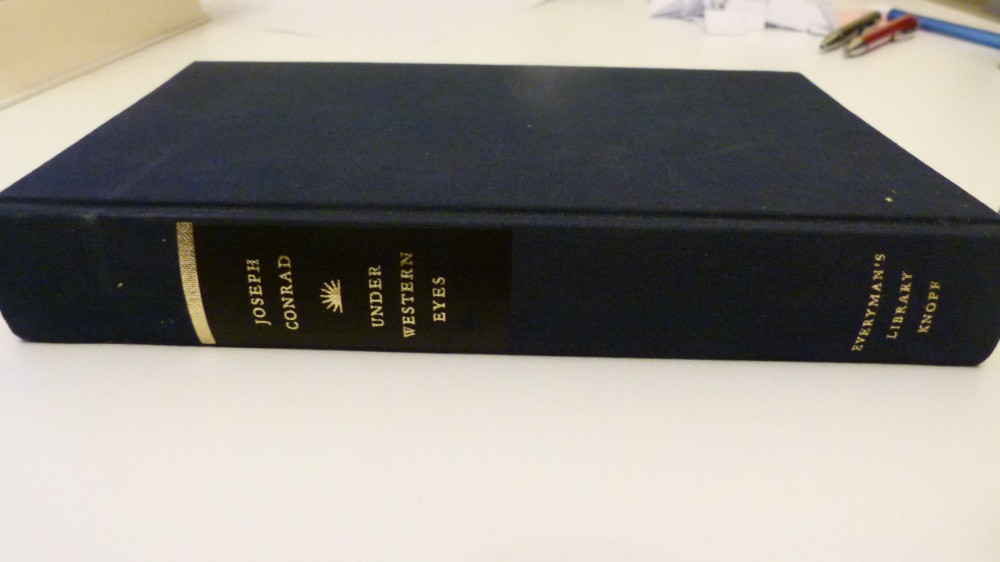 JOSEPH
CONRAD
UNDER
WESTERN
EYES
EVERYMAN'S
LIBRARY
KNOPF